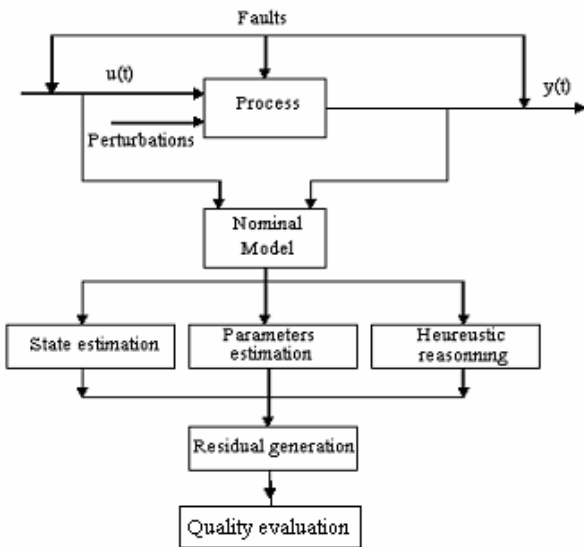 Faults
u(t)
y(t)
Process
Perturbations
Nominal
Model
State estimation
Parameters
estimation
Heureustic
reasonning
Residual generation
Quality evaluation